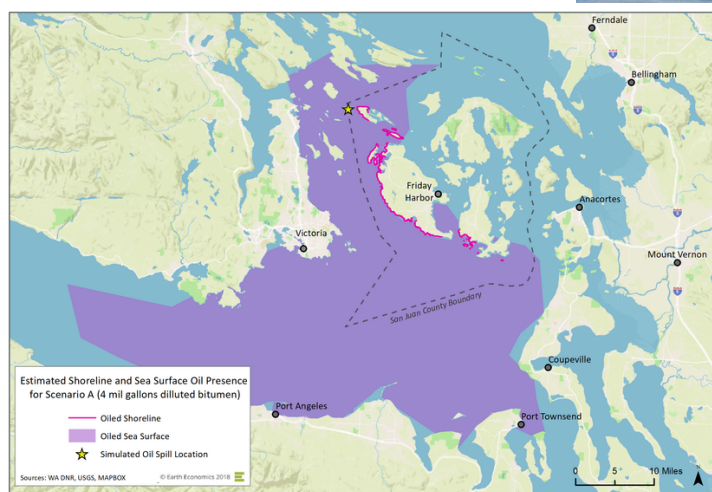 Ferndale
Bellingham
Friday
Harbor
Anacortes
Victoria
Mount Vernon
San Juan County Boundary
Coupeville
Port Angeles
Port Townsend
Estimated Shoreline and Sea Surface Oil Presence
for Scenario A (4 mil gallons dilluted bitumen)
Oiled Shoreline
Oiled Sea Surface
Simulated Oil Spill Location
Sources: WA DNR, USGS, MAPBOX
© Earth Economics 2018
0 5 10 Miles
N